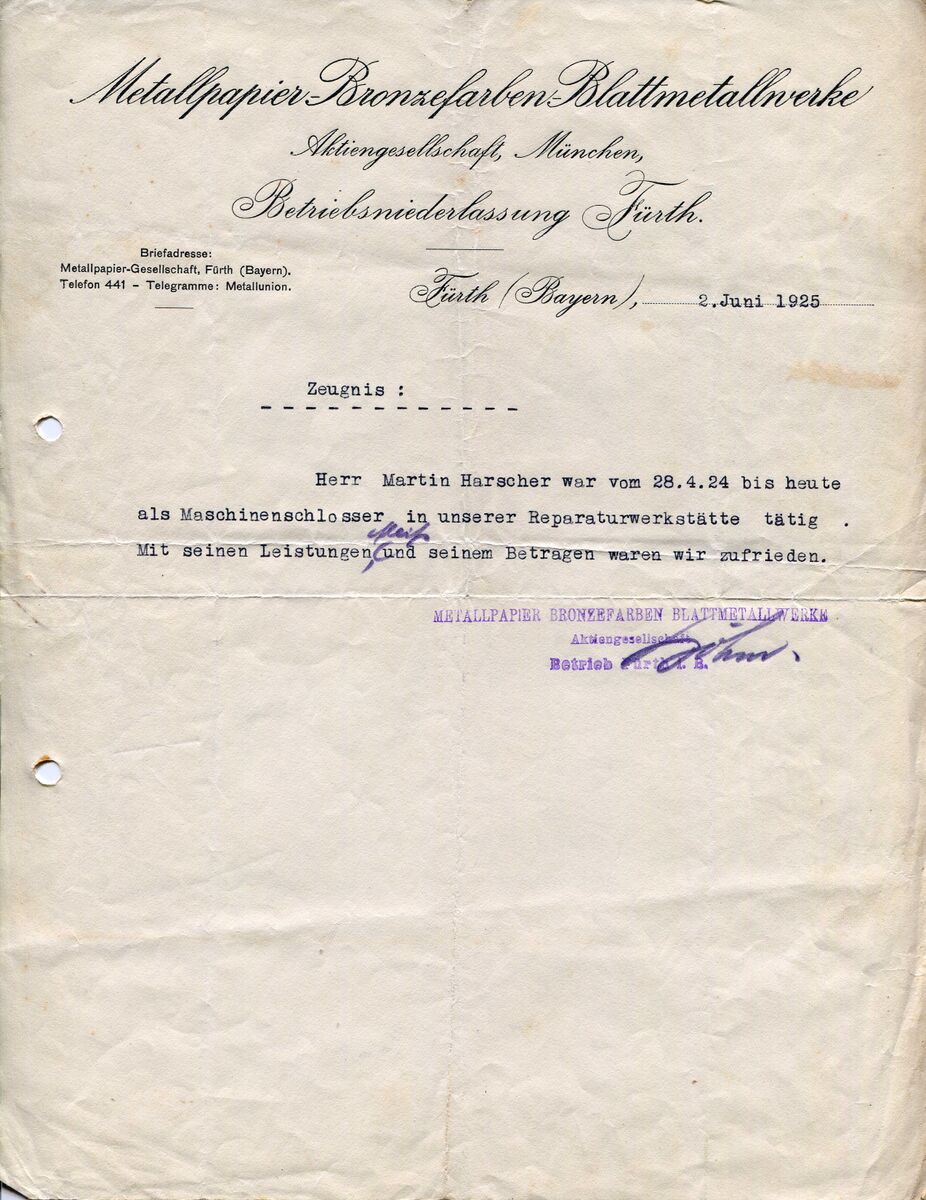 Metallpapier-Bronzefarben-Blattmetallwerke
Aktiengesellschaft, München,
Betriebsniederlassung Fürth.
Briefadresse:
Metallpapier-Gesellschaft, Fürth (Bayern).
Telefon 441 – Telegramme: Metallunion.
Fürth (Bayern), 2.Juni 1925
Zeugnis :
Herr Martin Harscher war vom 28.4.24 bis heute
als Maschinenschlosser in unserer Reparaturwerkstätte tätig .
Mit seinen Leistungen, und seinem Betragen waren wir zufrieden.
METALLPAPIER BRONZEFARBEN BLATTMETALLWERKE
Aktiengesellschaft
Betrieb Fürth i. B.